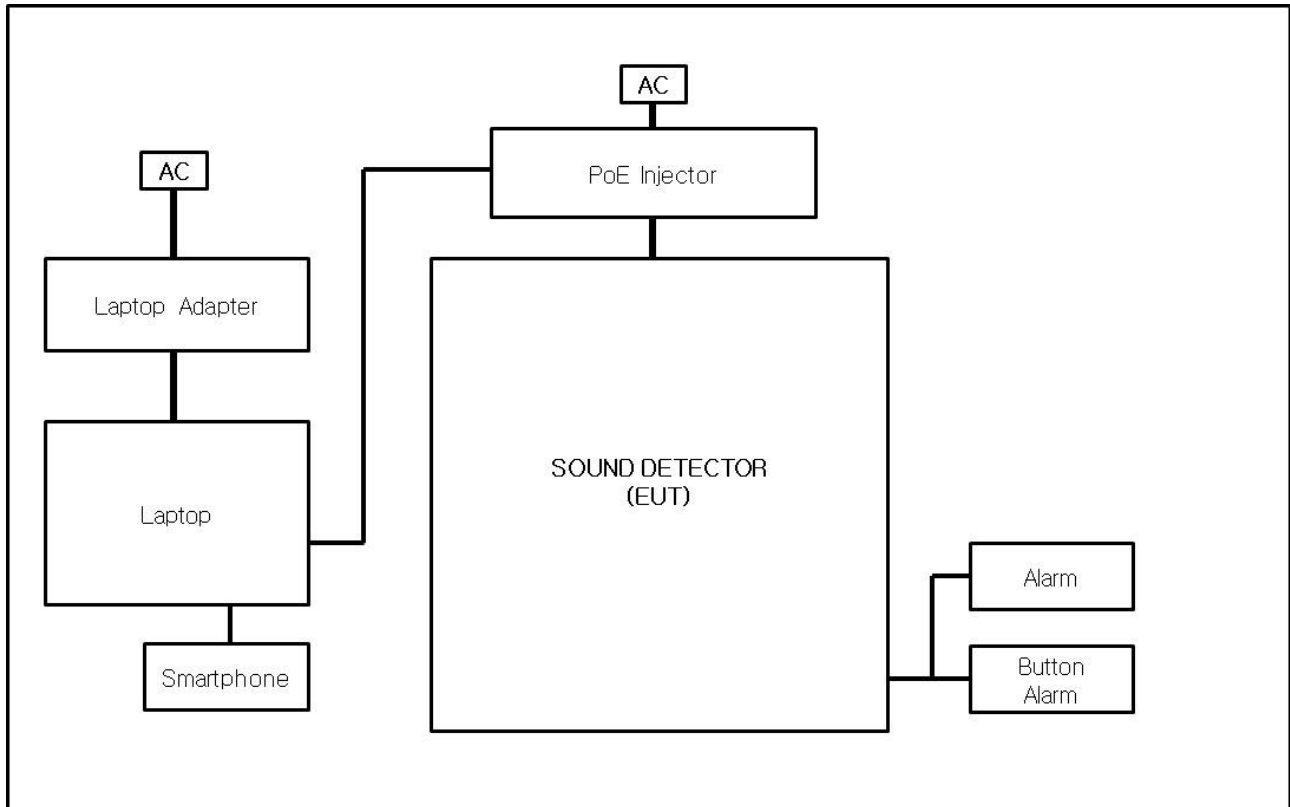 AC
AC
PoE Injector
Laptop Adapter
SOUND DETECTOR
(EUT)
Laptop
Alarm
Smartphone
Button
Alarm